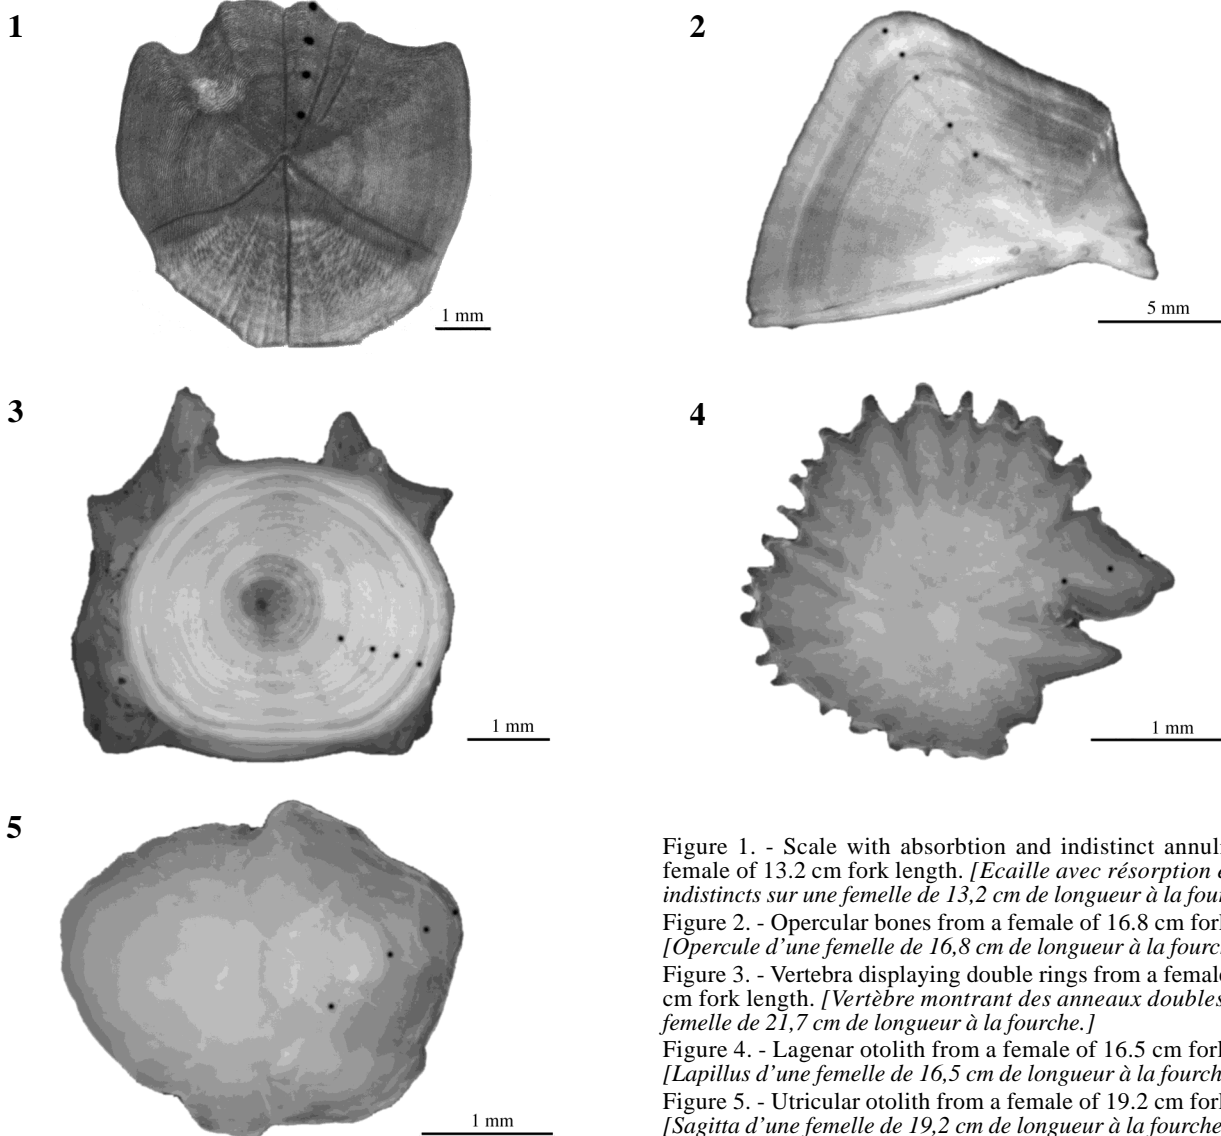 1
2
1 mm
5 mm
3
4
1 mm
1 mm
5
1 mm
Figure 1. - Scale with absorbtion and indistinct annuli
female of 13.2 cm fork length. [Ecaille avec résorption
indistincts sur une femelle de 13,2 cm de longueur à la
Figure 2. - Opercular bones from a female of 16.8 cm fork
[Opercule d'une femelle de 16,8 cm de longueur à la
Figure 3. - Vertebra displaying double rings from a female
cm fork length. [Vertèbre montrant des anneaux doubles
femelle de 21,7 cm de longueur à la fourche.]
Figure 4. - Lagenar otolith from a female of 16.5 cm fork
[Lapillus d'une femelle de 16,5 cm de longueur à la
Figure 5. - Utricular otolith from a female of 19.2 cm fork
[Sagitta d'une femelle de 19,2 cm de longueur à la fourche